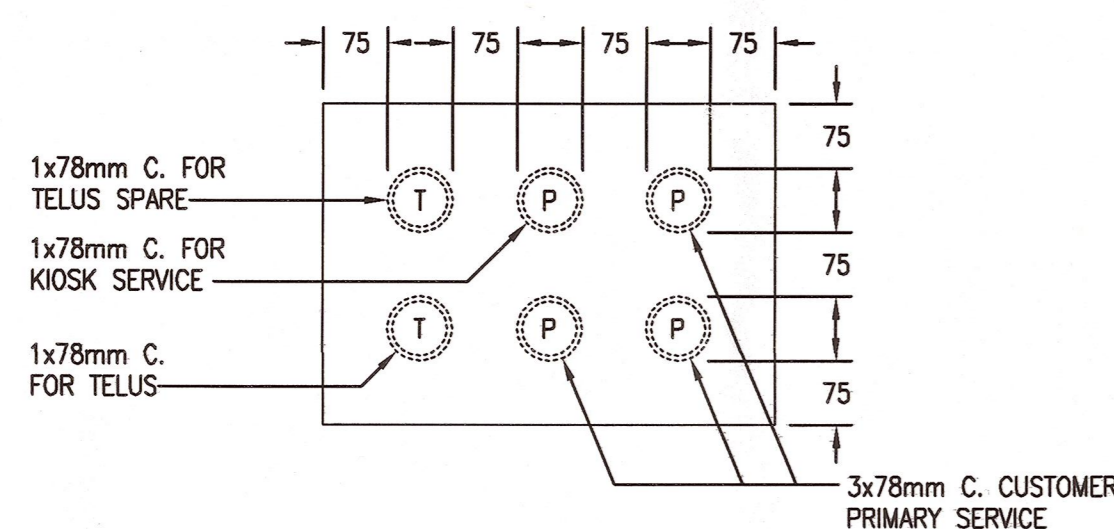 75 75 75 75
75
1x78mm C. FOR
TELUS SPARE
T P P
1x78mm C. FOR
KIOSK SERVICE
75
T P P
1x78mm C.
FOR TELUS
75
3x78mm C. CUSTOMER
PRIMARY SERVICE